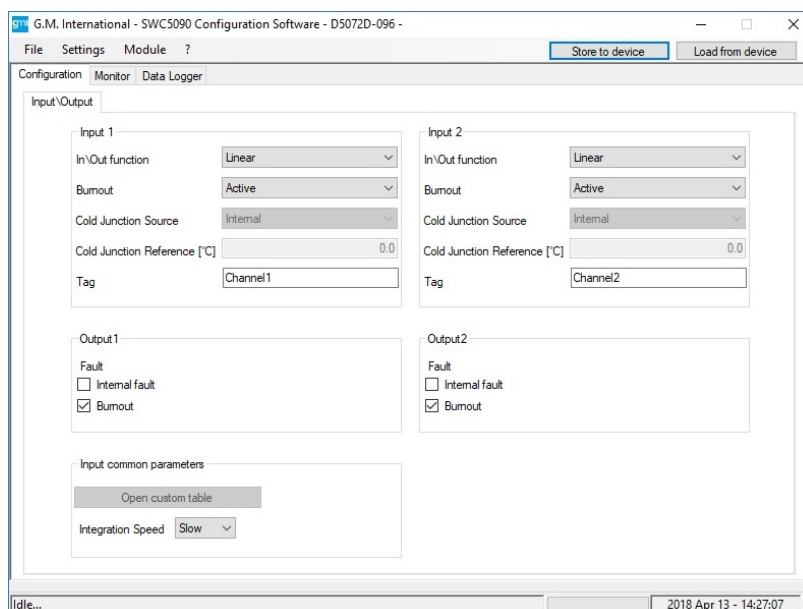 gmi G.M. International - SWC5090 Configuration Software - D5072D-096 -
File Settings Module ? Store to device Load from device
Configuration Monitor Data Logger
Input\Output
Input 1
In\Out function Linear
Burnout Active
Cold Junction Source Internal
Cold Junction Reference [°C] 0.0
Tag Channel1
Input 2
In\Out function Linear
Burnout Active
Cold Junction Source Internal
Cold Junction Reference [°C] 0.0
Tag Channel2
Output1
Fault
Internal fault
Burnout
Output2
Fault
Internal fault
Burnout
Input common parameters
Open custom table
Integration Speed Slow
Idle... 2018 Apr 13 - 14:27:07